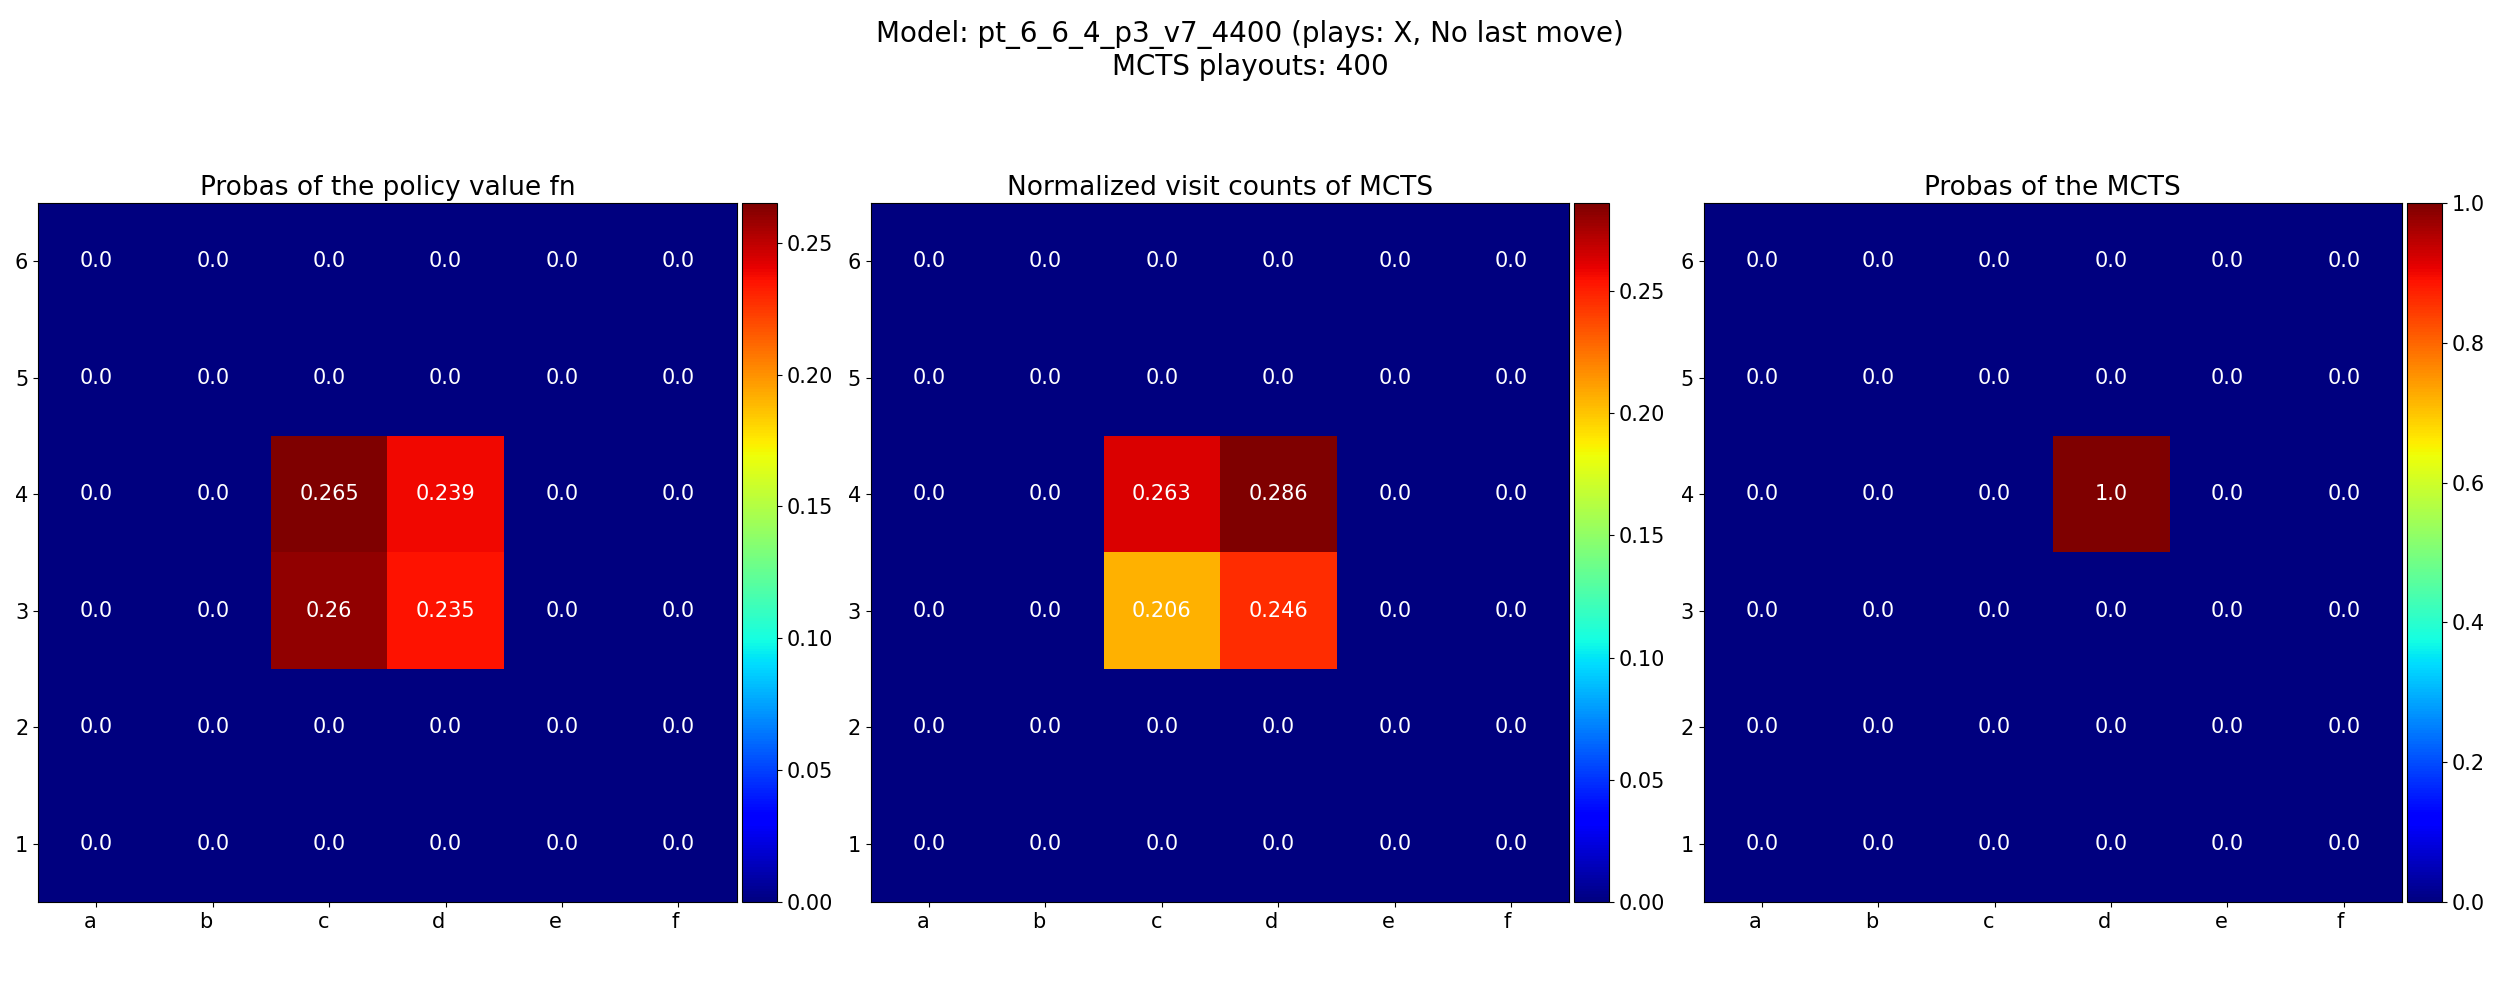 Model: pt_6_6_4_p3_v7_4400 (plays: X, No last move)
MCTS playouts: 400
Probas of the policy value fn
6 0.0 0.0 0.0 0.0 0.0 0.0
5 0.0 0.0 0.0 0.0 0.0 0.0
4 0.0 0.0 0.265 0.239 0.0 0.0
3 0.0 0.0 0.26 0.235 0.0 0.0
2 0.0 0.0 0.0 0.0 0.0 0.0
1 0.0 0.0 0.0 0.0 0.0 0.0
a b c d e f
0.25
0.20
0.15
0.10
0.05
0.00
Normalized visit counts of MCTS
6 0.0 0.0 0.0 0.0 0.0 0.0
5 0.0 0.0 0.0 0.0 0.0 0.0
4 0.0 0.0 0.263 0.286 0.0 0.0
3 0.0 0.0 0.206 0.246 0.0 0.0
2 0.0 0.0 0.0 0.0 0.0 0.0
1 0.0 0.0 0.0 0.0 0.0 0.0
a b c d e f
0.25
0.20
0.15
0.10
0.05
0.00
Probas of the MCTS
6 0.0 0.0 0.0 0.0 0.0 0.0
5 0.0 0.0 0.0 0.0 0.0 0.0
4 0.0 0.0 0.0 1.0 0.0 0.0
3 0.0 0.0 0.0 0.0 0.0 0.0
2 0.0 0.0 0.0 0.0 0.0 0.0
1 0.0 0.0 0.0 0.0 0.0 0.0
a b c d e f
1.0
0.8
0.6
0.4
0.2
0.0